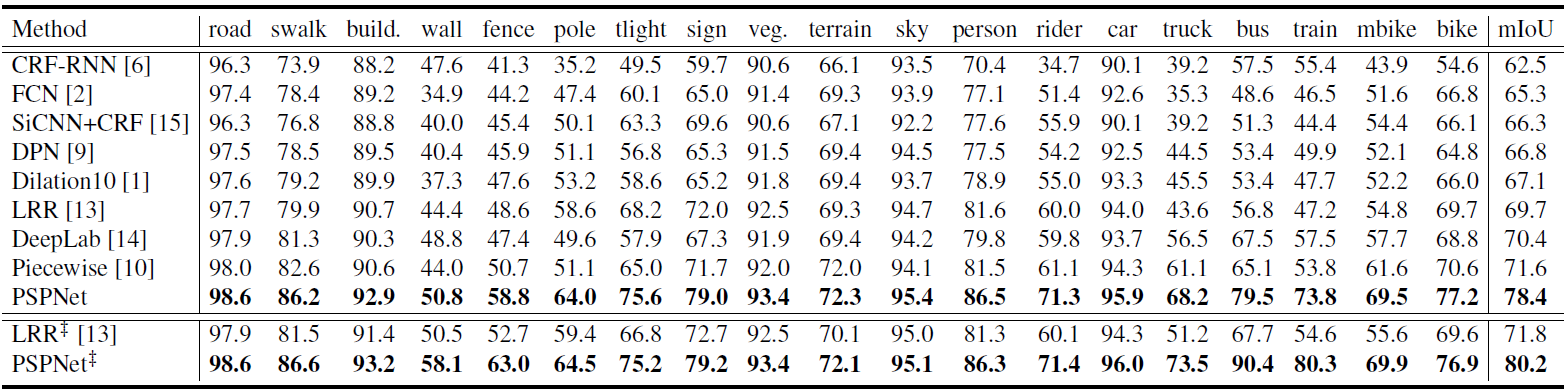 Method road swalk build. wall fence pole tlight sign veg. terrain sky person rider car truck bus train mbike bike mIoU
CRF-RNN [6] 96.3 73.9 88.2 47.6 41.3 35.2 49.5 59.7 90.6 66.1 93.5 70.4 34.7 90.1 39.2 57.5 55.4 43.9 54.6 62.5
FCN [2] 97.4 78.4 89.2 34.9 44.2 47.4 60.1 65.0 91.4 69.3 93.9 77.1 51.4 92.6 35.3 48.6 46.5 51.6 66.8 65.3
SiCNN+CRF [15] 96.3 76.8 88.8 40.0 45.4 50.1 63.3 69.6 90.6 67.1 92.2 77.6 55.9 90.1 39.2 51.3 44.4 54.4 66.1 66.3
DPN [9] 97.5 78.5 89.5 40.4 45.9 51.1 56.8 65.3 91.5 69.4 94.5 77.5 54.2 92.5 44.5 53.4 49.9 52.1 64.8 66.8
Dilation10 [1] 97.6 79.2 89.9 37.3 47.6 53.2 58.6 65.2 91.8 69.4 93.7 78.9 55.0 93.3 45.5 53.4 47.7 52.2 66.0 67.1
LRR [13] 97.7 79.9 90.7 44.4 48.6 58.6 68.2 72.0 92.5 69.3 94.7 81.6 60.0 94.0 43.6 56.8 47.2 54.8 69.7 69.7
DeepLab [14] 97.9 81.3 90.3 48.8 47.4 49.6 57.9 67.3 91.9 69.4 94.2 79.8 59.8 93.7 56.5 67.5 57.5 57.7 68.8 70.4
Piecewise [10] 98.0 82.6 90.6 44.0 50.7 51.1 65.0 71.7 92.0 72.0 94.1 81.5 61.1 94.3 61.1 65.1 53.8 61.6 70.6 71.6
PSPNet 98.6 86.2 92.9 50.8 58.8 64.0 75.6 79.0 93.4 72.3 95.4 86.5 71.3 95.9 68.2 79.5 73.8 69.5 77.2 78.4
LRR‡ [13] 97.9 81.5 91.4 50.5 52.7 59.4 66.8 72.7 92.5 70.1 95.0 81.3 60.1 94.3 51.2 67.7 54.6 55.6 69.6 71.8
PSPNet‡ 98.6 86.6 93.2 58.1 63.0 64.5 75.2 79.2 93.4 72.1 95.1 86.3 71.4 96.0 73.5 90.4 80.3 69.9 76.9 80.2